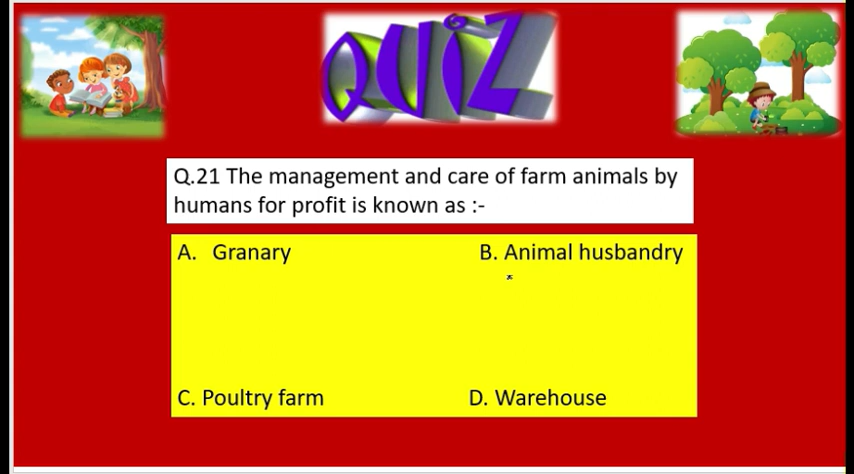 QUIZ
Q.21 The management and care of farm animals by
humans for profit is known as :-
A. Granary
B. Animal husbandry
C. Poultry farm
D. Warehouse